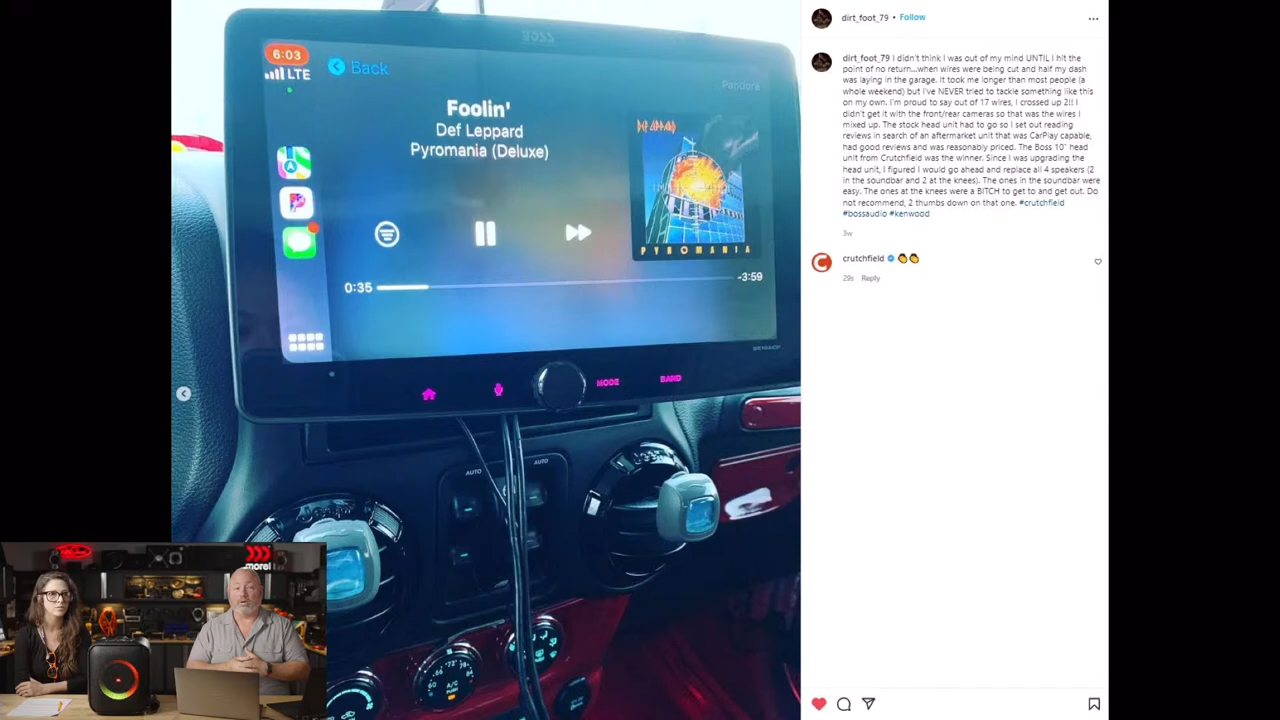 BOSS
6:03
LTE
Back
Pandora
Foolin'
Def Leppard
Pyromania (Deluxe)
DEF LEPPARD
PYROMANIA
0:35
-3:59
MODE
BAND
AUTO
AUTO
Jeep
A/C
PUSH
morel
dirt_foot_79 • Follow
dirt_foot_79 I didn't think I was out of my mind UNTIL I hit the
point of no return...when wires were being cut and half my dash
was laying in the garage. It took me longer than most people (a
whole weekend) but I've NEVER tried to tackle something like this
on my own. I'm proud to say out of 17 wires, I crossed up 2!! I
didn't get it with the front/rear cameras so that was the wires I
mixed up. The stock head unit had to go so I set out reading
reviews in search of an aftermarket unit that was CarPlay capable,
had good reviews and was reasonably priced. The Boss 10" head
unit from Crutchfield was the winner. Since I was upgrading the
head unit, I figured I would go ahead and replace all 4 speakers (2
in the soundbar and 2 at the knees). The ones in the soundbar were
easy. The ones at the knees were a BITCH to get to and get out. Do
not recommend, 2 thumbs down on that one. #crutchfield
#bossaudio #kenwood
3w
crutchfield 👏👏
29s Reply